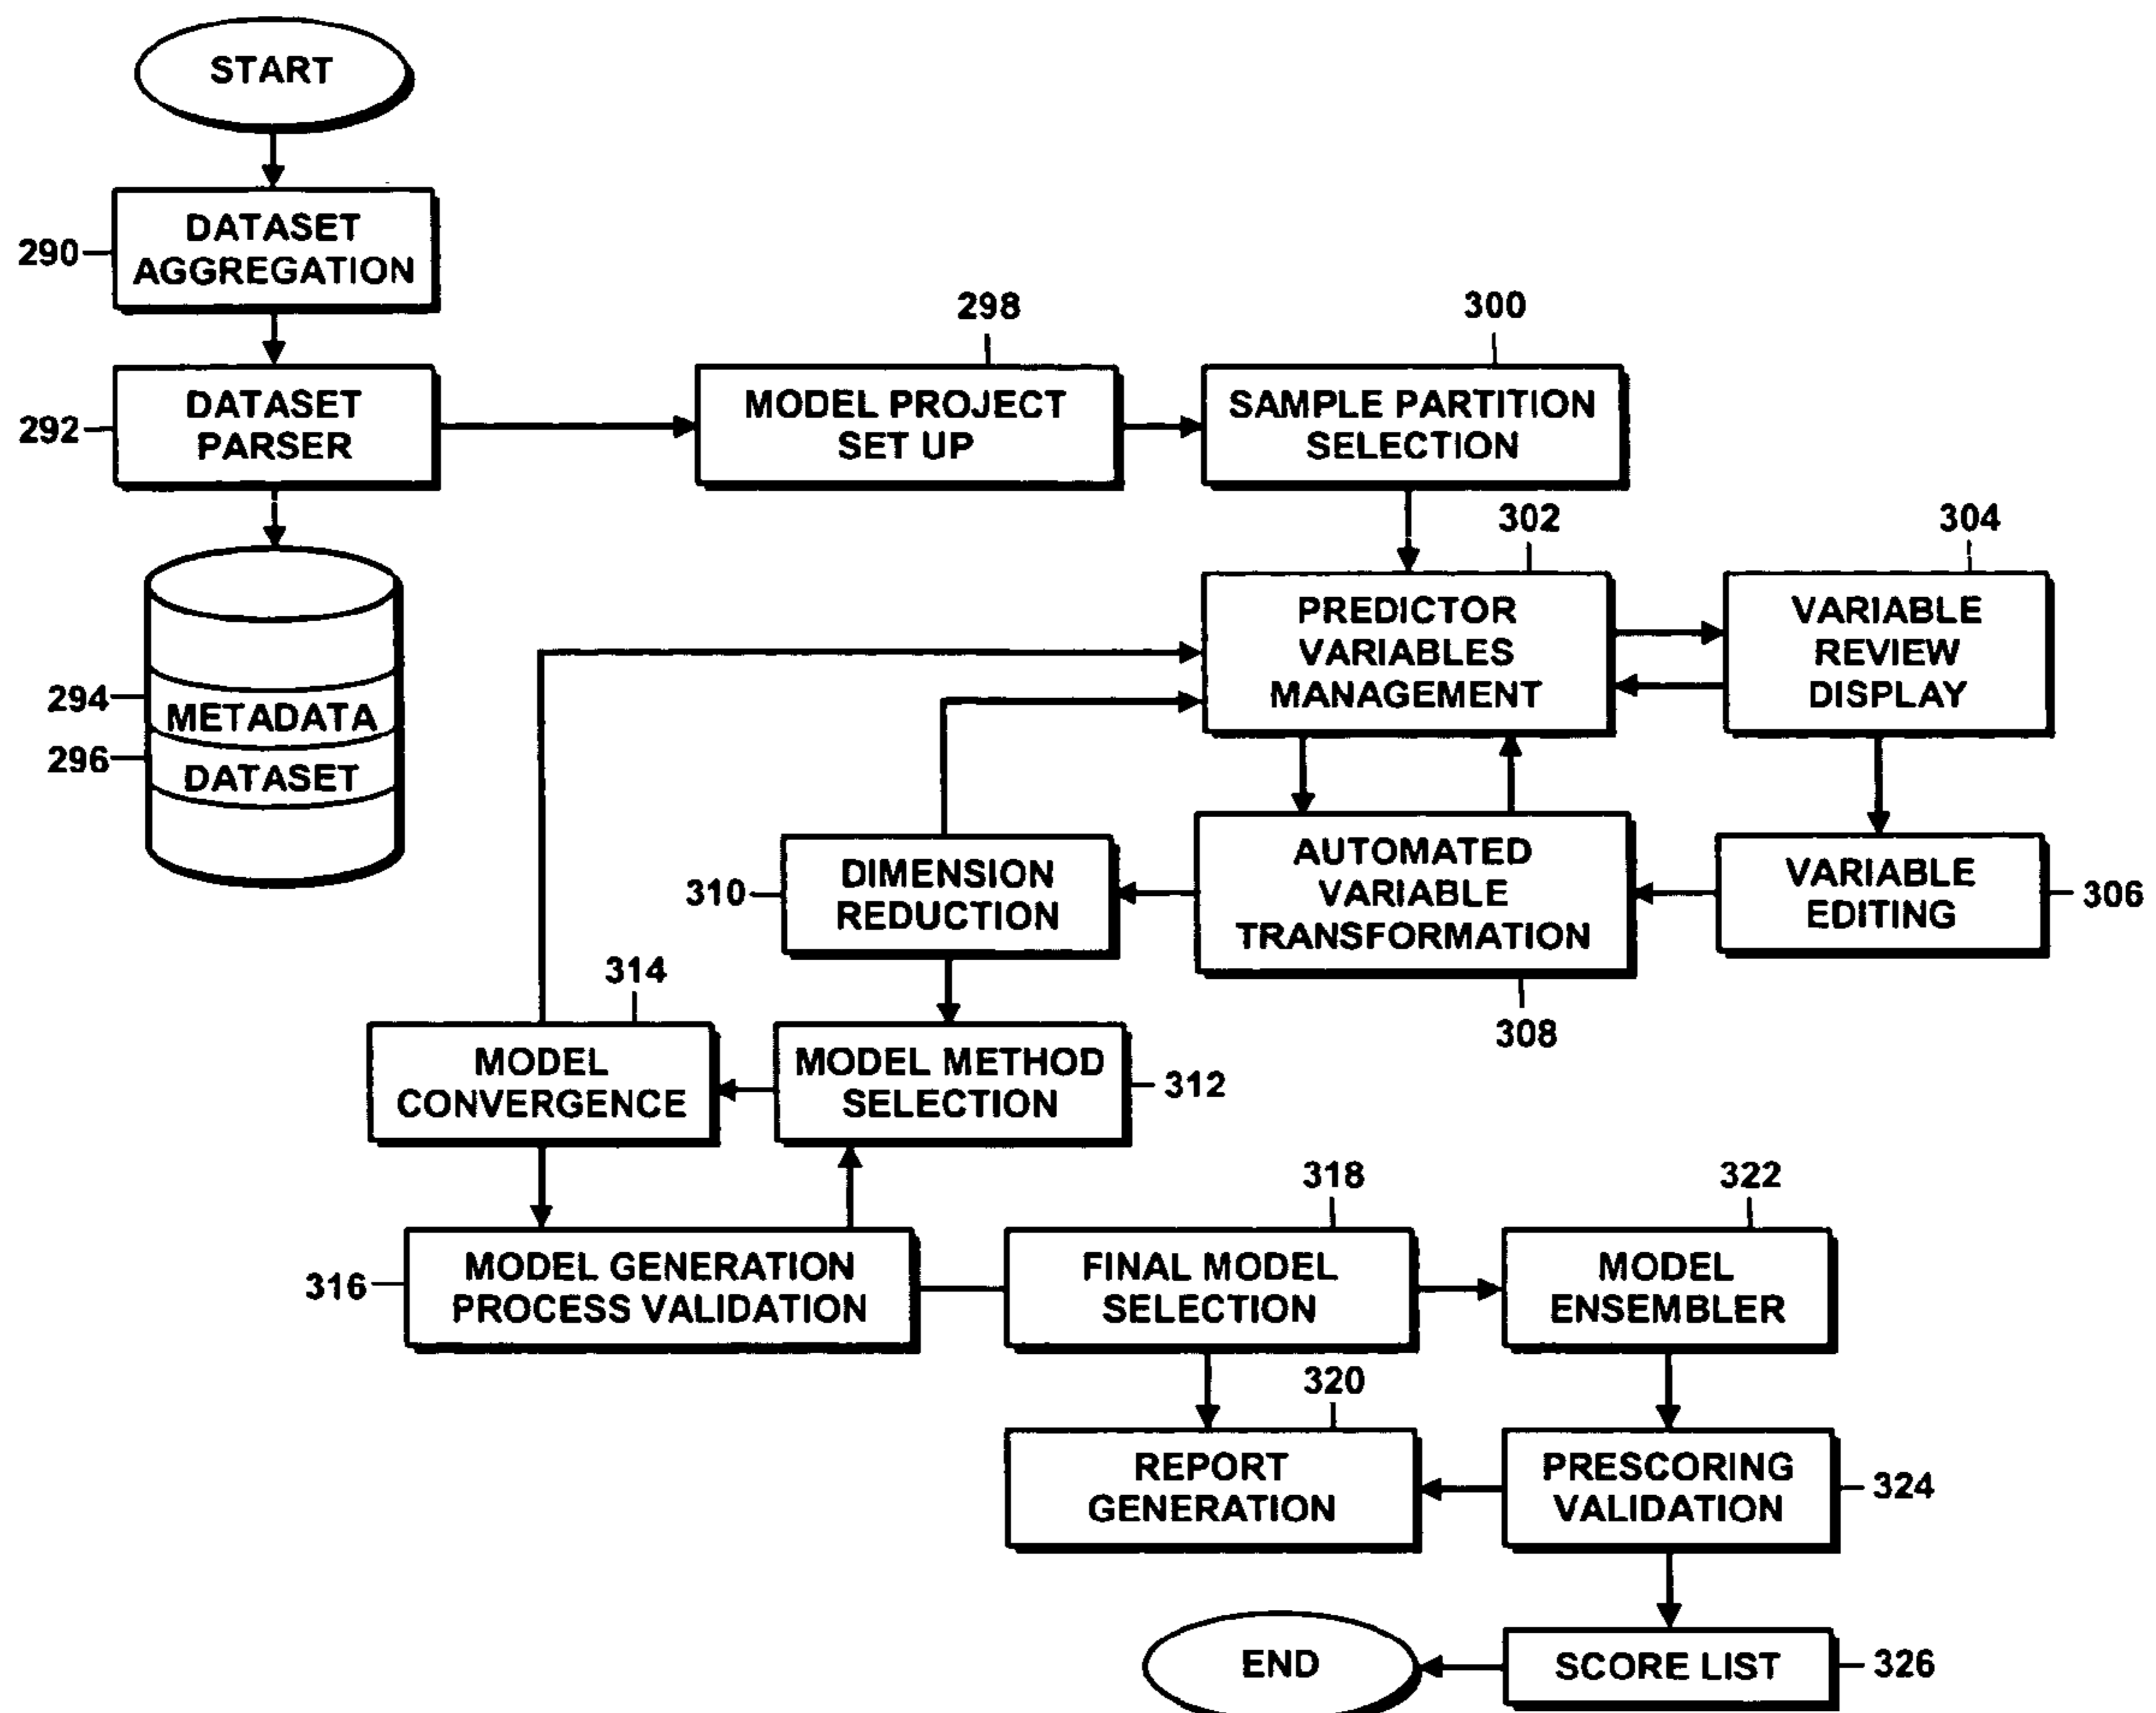 START
290
DATASET
AGGREGATION
298
300
292
DATASET
PARSER
MODEL PROJECT
SET UP
SAMPLE PARTITION
SELECTION
302
304
294
METADATA
296
DATASET
PREDICTOR
VARIABLES
MANAGEMENT
VARIABLE
REVIEW
DISPLAY
310
DIMENSION
REDUCTION
AUTOMATED
VARIABLE
TRANSFORMATION
308
VARIABLE
EDITING
306
314
MODEL
CONVERGENCE
MODEL METHOD
SELECTION
312
318
322
316
MODEL GENERATION
PROCESS VALIDATION
FINAL MODEL
SELECTION
MODEL
ENSEMBLER
320
REPORT
GENERATION
PRESCORING
VALIDATION
324
END
SCORE LIST
326